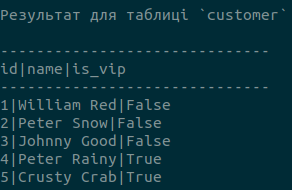 Результат для таблиці `customer`
------------------------------
id|name|is_vip
------------------------------
1|William Red|False
2|Peter Snow|False
3|Johnny Good|False
4|Peter Rainy|True
5|Crusty Crab|True